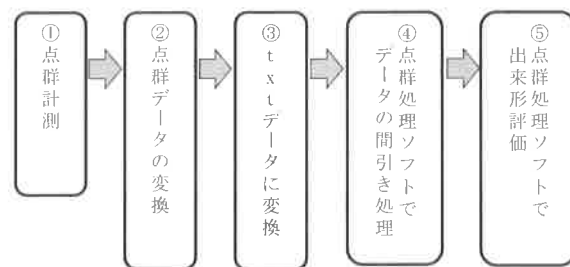 ①点群計測
②点群データの変換
③txtデータに変換
④点群処理ソフトで
データの間引き処理
⑤点群処理ソフトで
出来形評価